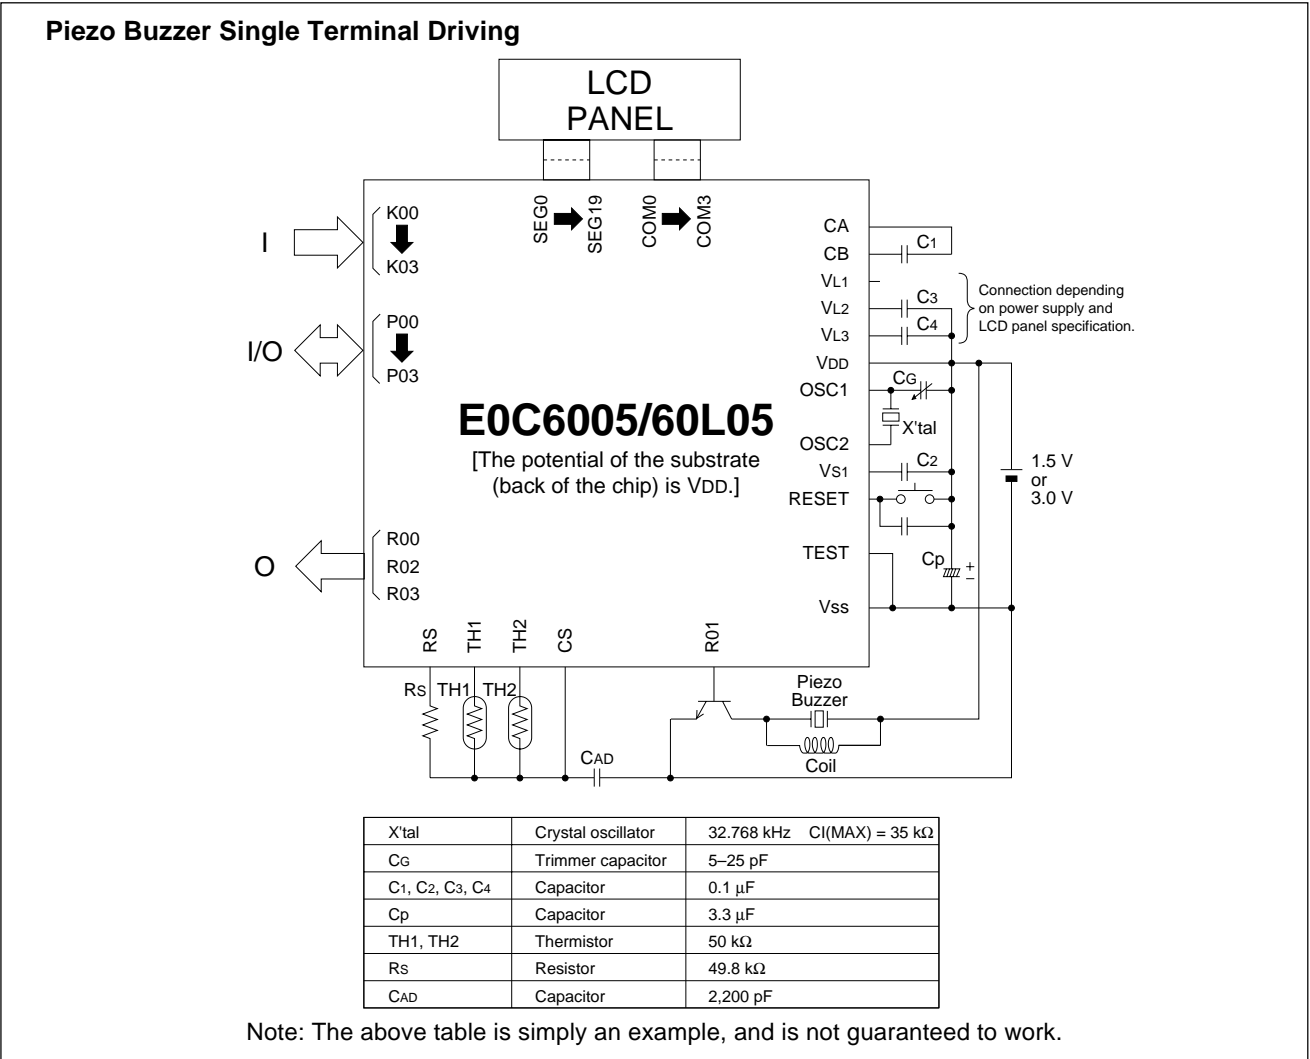 Piezo Buzzer Single Terminal Driving
LCD
PANEL
SEG0
SEG19
COM0
COM3
I
K00
K03
I/O
P00
P03
O
R00
R02
R03
E0C6005/60L05
[The potential of the substrate
(back of the chip) is VDD.]
CA
CB
VL1
VL2
VL3
VDD
OSC1
OSC2
VS1
RESET
TEST
Vss
C1
C3
C4
CG
X'tal
C2
Cp
+
–
Connection depending
on power supply and
LCD panel specification.
1.5 V
or
3.0 V
RS
TH1
TH2
CS
R01
Rs
TH1
TH2
CAD
Piezo
Buzzer
Coil
X'tal Crystal oscillator 32.768 kHz CI(MAX) = 35 kΩ
CG Trimmer capacitor 5–25 pF
C1, C2, C3, C4 Capacitor 0.1 µF
Cp Capacitor 3.3 µF
TH1, TH2 Thermistor 50 kΩ
Rs Resistor 49.8 kΩ
CAD Capacitor 2,200 pF
Note: The above table is simply an example, and is not guaranteed to work.